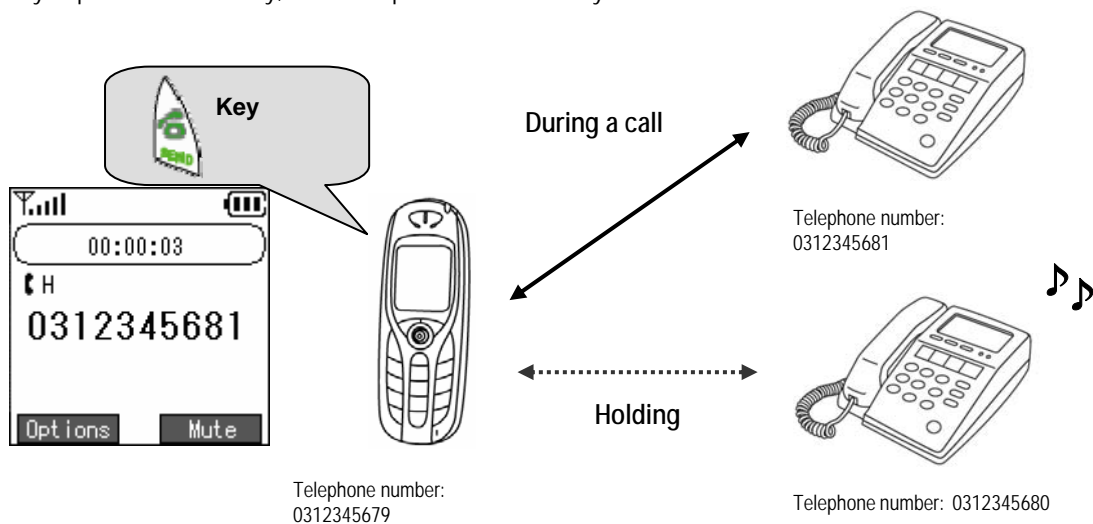 Key
SEND
During a call
00:00:03
H
0312345681
Options Mute
Holding
Telephone number:
0312345681
Telephone number:
0312345679
Telephone number: 0312345680